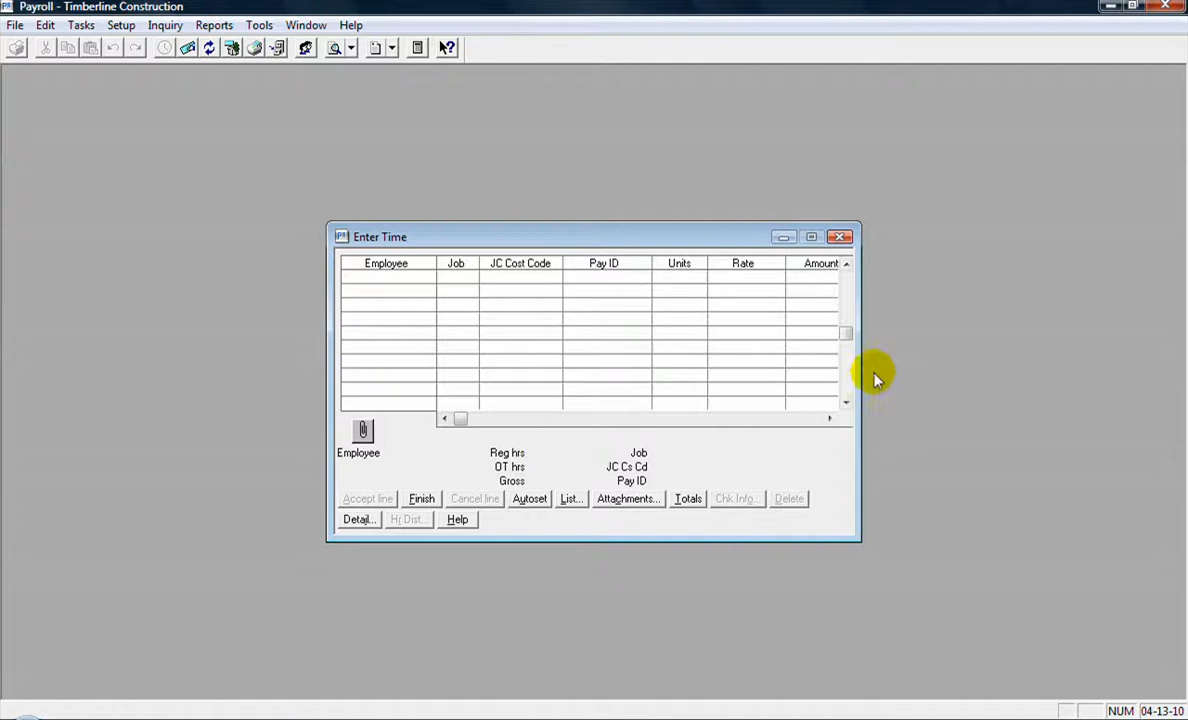 Payroll - Timberline Construction
File Edit Tasks Setup Inquiry Reports Tools Window Help
Enter Time
Employee Job JC Cost Code Pay ID Units Rate Amount
Employee Reg hrs Job
OT hrs JC Cs Cd
Gross Pay ID
Accept line Finish Cancel line Autoset List... Attachments... Totals Chk Info... Delete
Detail... Hr Dist... Help
NUM 04-13-10